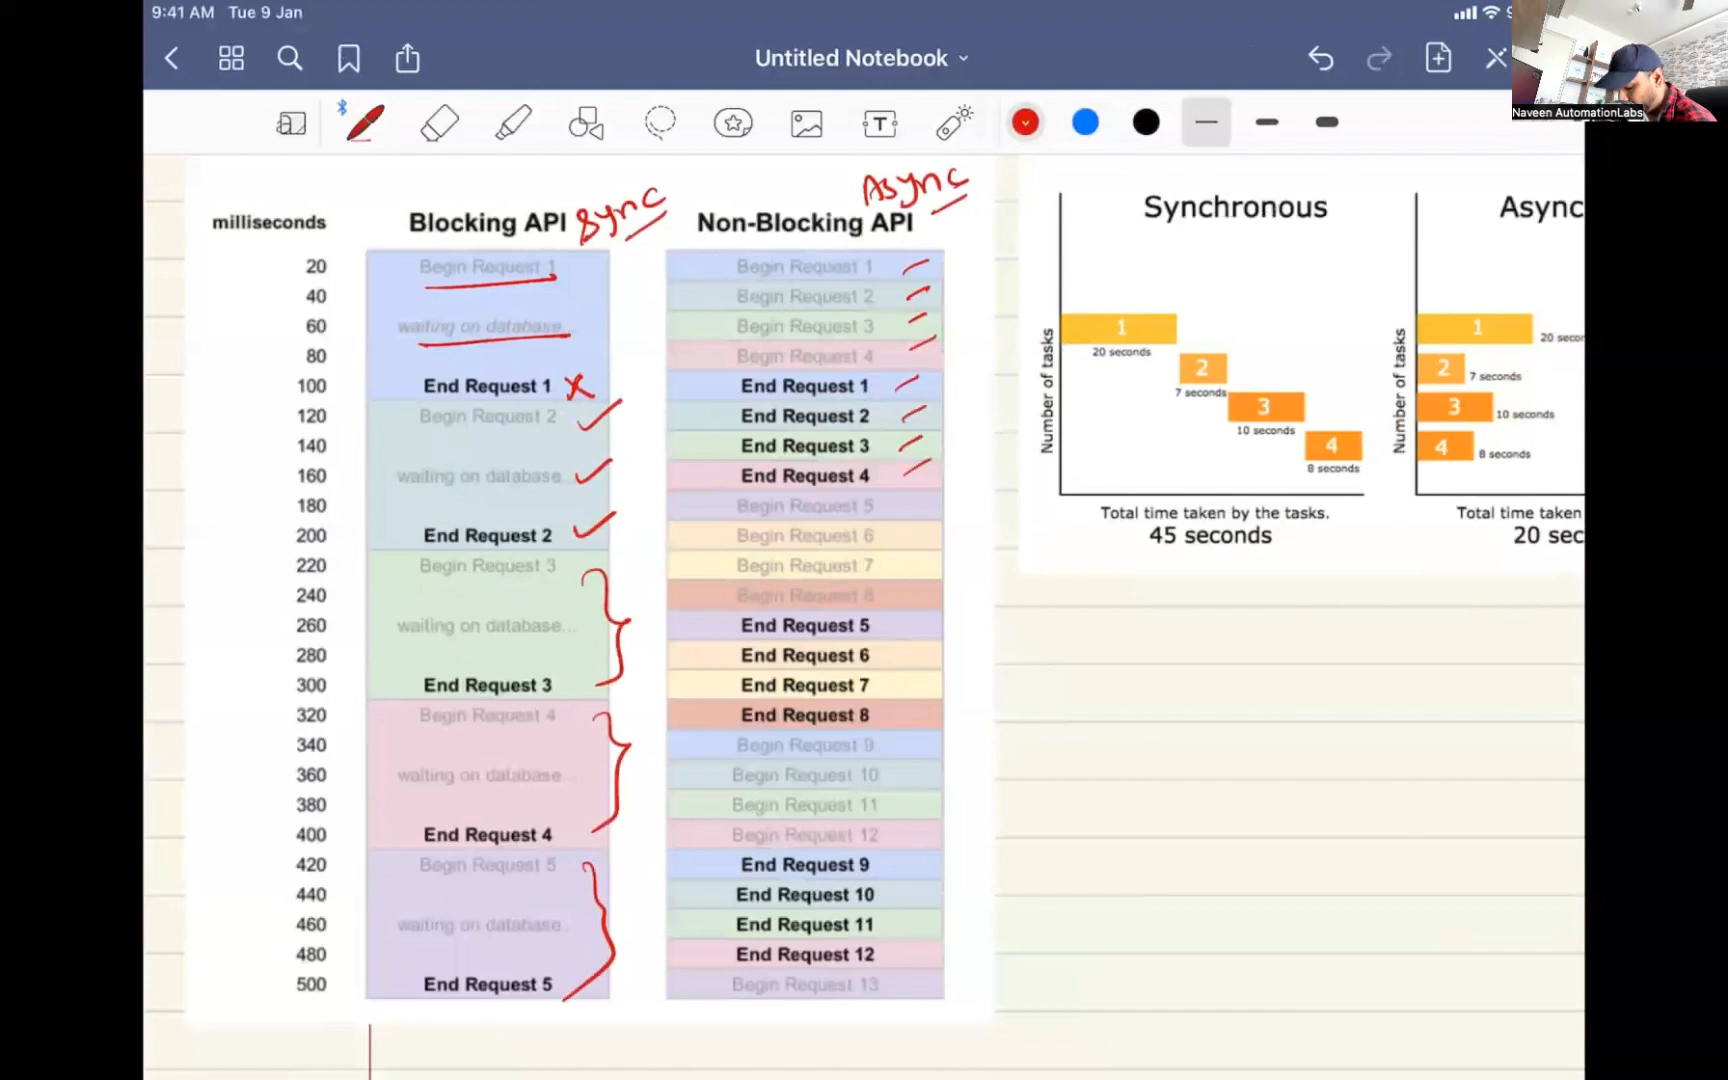 9:41 AM Tue 9 Jan
Untitled Notebook
Naveen AutomationLabs
milliseconds
Blocking API
Sync
Non-Blocking API
Async
20 Begin Request 1 Begin Request 1
40 Begin Request 2
60 waiting on database... Begin Request 3
80 Begin Request 4
100 End Request 1 End Request 1
120 Begin Request 2 End Request 2
140 End Request 3
160 waiting on database... End Request 4
180 Begin Request 5
200 End Request 2 Begin Request 6
220 Begin Request 3 Begin Request 7
240 Begin Request 8
260 waiting on database... End Request 5
280 End Request 6
300 End Request 3 End Request 7
320 Begin Request 4 End Request 8
340 Begin Request 9
360 waiting on database... Begin Request 10
380 Begin Request 11
400 End Request 4 Begin Request 12
420 Begin Request 5 End Request 9
440 End Request 10
460 waiting on database.. End Request 11
480 End Request 12
500 End Request 5 Begin Request 13
Synchronous
Number of tasks
1
20 seconds
2
7 seconds
3
10 seconds
4
8 seconds
Total time taken by the tasks.
45 seconds
Async
Number of tasks
1 20 secon
2 7 seconds
3 10 seconds
4 8 seconds
Total time taken
20 sec